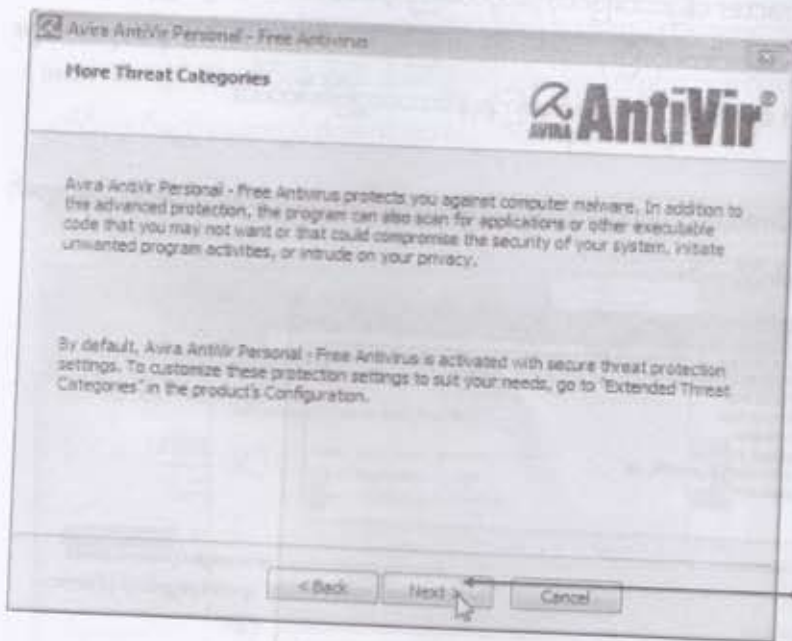 Avira AntiVir Personal - Free Antivirus
More Threat Categories
AVIRA AntiVir®
Avira AntiVir Personal - Free Antivirus protects you against computer malware. In addition to
the advanced protection, the program can also scan for applications or other executable
code that you may not want or that could compromise the security of your system, initiate
unwanted program activities, or intrude on your privacy.
By default, Avira AntiVir Personal - Free Antivirus is activated with secure threat protection
settings. To customize these protection settings to suit your needs, go to "Extended Threat
Categories" in the product's Configuration.
< Back Next > Cancel